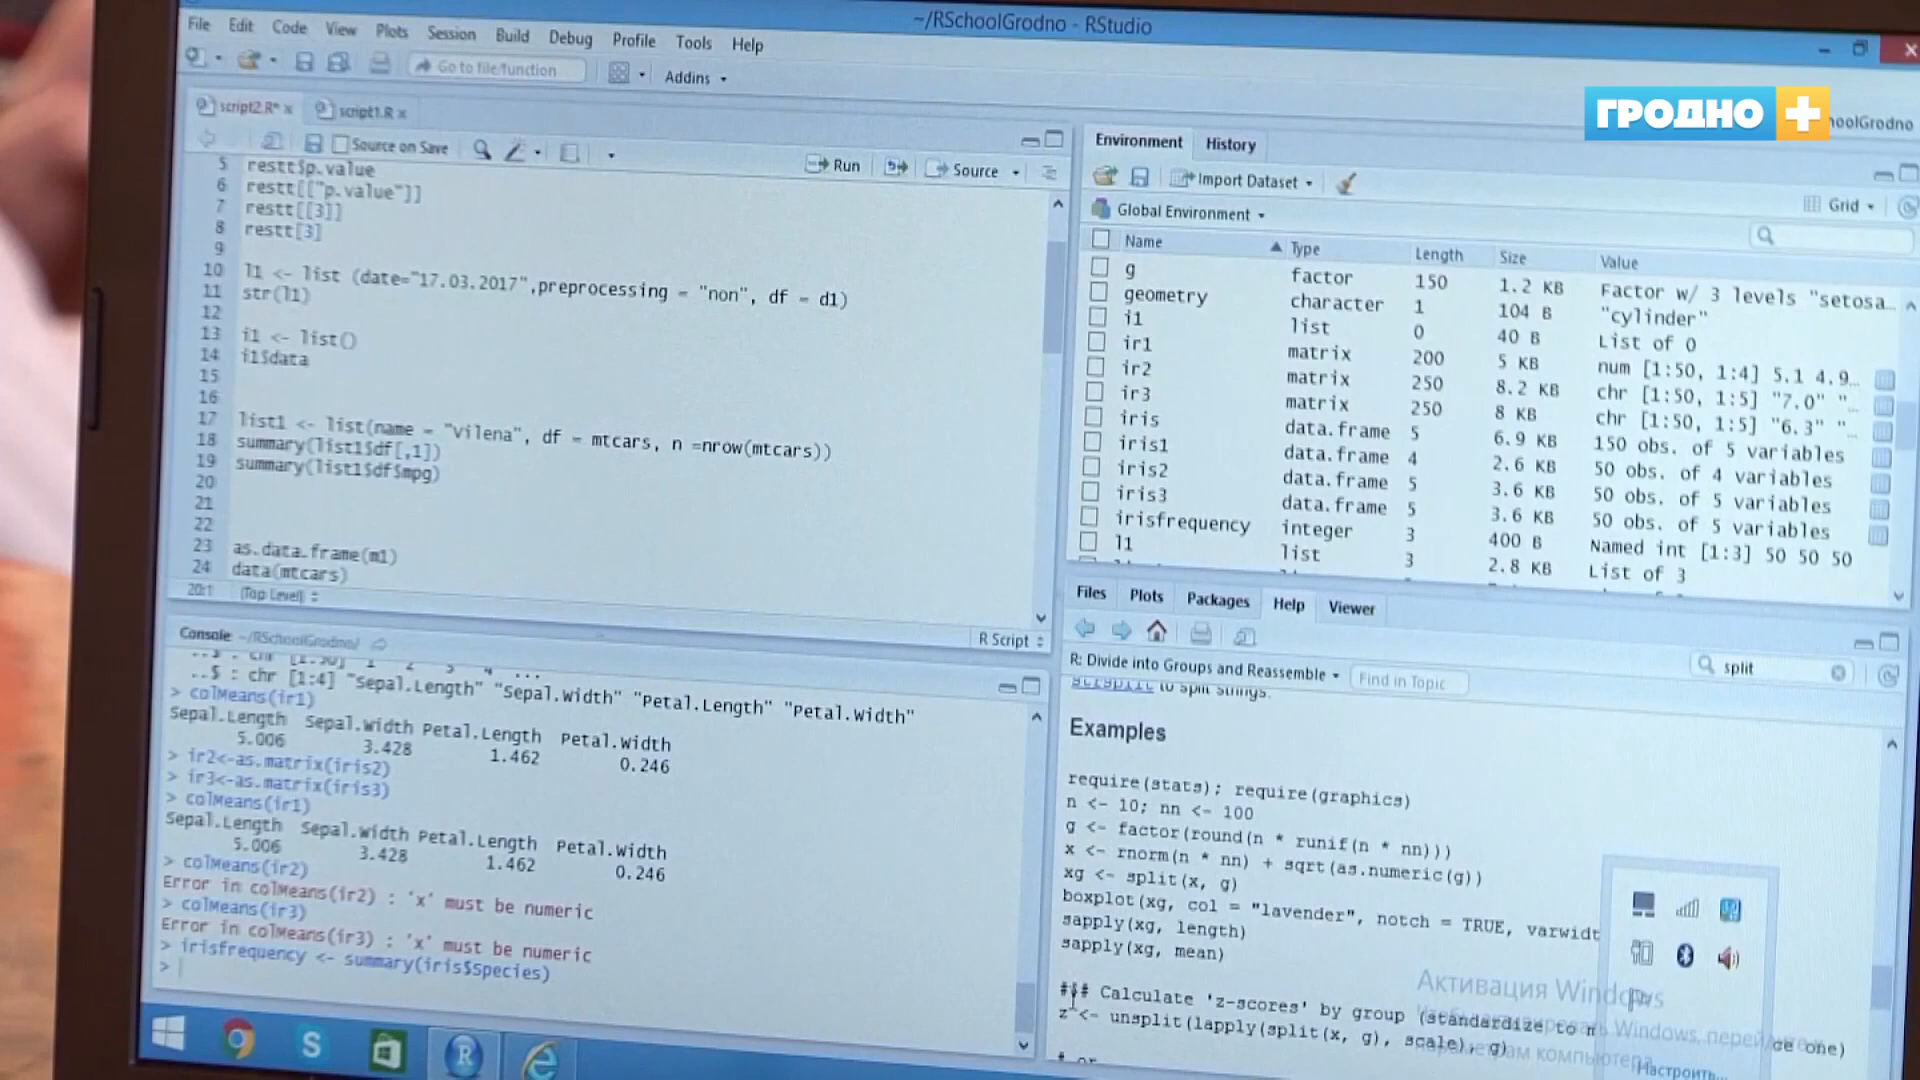 ~/RSchoolGrodno - RStudio
File Edit Code View Plots Session Build Debug Profile Tools Help
Go to file/function
Addins
ГРОДНО +
script2.R* x script1.R x
Source on Save
Run
Source
5 restt$p.value
6 restt[["p.value"]]
7 restt[[3]]
8 restt[3]
9
10 l1 <- list (date="17.03.2017",preprocessing = "non", df = d1)
11 str(l1)
12
13 i1 <- list()
14 i1$data
15
16
17 list1 <- list(name = "Vilena", df = mtcars, n =nrow(mtcars))
18 summary(list1$df[,1])
19 summary(list1$df$mpg)
20
21
22
23 as.data.frame(m1)
24 data(mtcars)
20:1 (Top Level)
R Script
Console ~/RSchoolGrodno/
..$ : chr [1:4] "Sepal.Length" "Sepal.Width" "Petal.Length" "Petal.Width"
> colMeans(ir1)
Sepal.Length Sepal.Width Petal.Length Petal.Width
5.006 3.428 1.462 0.246
> ir2<-as.matrix(iris2)
> ir3<-as.matrix(iris3)
> colMeans(ir1)
Sepal.Length Sepal.Width Petal.Length Petal.Width
5.006 3.428 1.462 0.246
> colMeans(ir2)
Error in colMeans(ir2) : 'x' must be numeric
> colMeans(ir3)
Error in colMeans(ir3) : 'x' must be numeric
> irisfrequency <- summary(iris$Species)
>
Environment History
Import Dataset
Global Environment
Grid
Name Type Length Size Value
g factor 150 1.2 KB Factor w/ 3 levels "setosa...
geometry character 1 104 B "cylinder"
i1 list 0 40 B List of 0
ir1 matrix 200 5 KB num [1:50, 1:4] 5.1 4.9...
ir2 matrix 250 8.2 KB chr [1:50, 1:5] "7.0" "...
ir3 matrix 250 8 KB chr [1:50, 1:5] "6.3" "...
iris data.frame 5 6.9 KB 150 obs. of 5 variables
iris1 data.frame 4 2.6 KB 50 obs. of 4 variables
iris2 data.frame 5 3.6 KB 50 obs. of 5 variables
iris3 data.frame 5 3.6 KB 50 obs. of 5 variables
irisfrequency integer 3 400 B Named int [1:3] 50 50 50
l1 list 3 2.8 KB List of 3
Files Plots Packages Help Viewer
split
R: Divide into Groups and Reassemble Find in Topic
to split strings.
Examples
require(stats); require(graphics)
n <- 10; nn <- 100
g <- factor(round(n * runif(n * nn)))
x <- rnorm(n * nn) + sqrt(as.numeric(g))
xg <- split(x, g)
boxplot(xg, col = "lavender", notch = TRUE, varwidt
sapply(xg, length)
sapply(xg, mean)
### Calculate 'z-scores' by group (standardize to
z <- unsplit(lapply(split(x, g), scale), g)
# or
Активация Windows
Windows,
компьютера
Настроить...